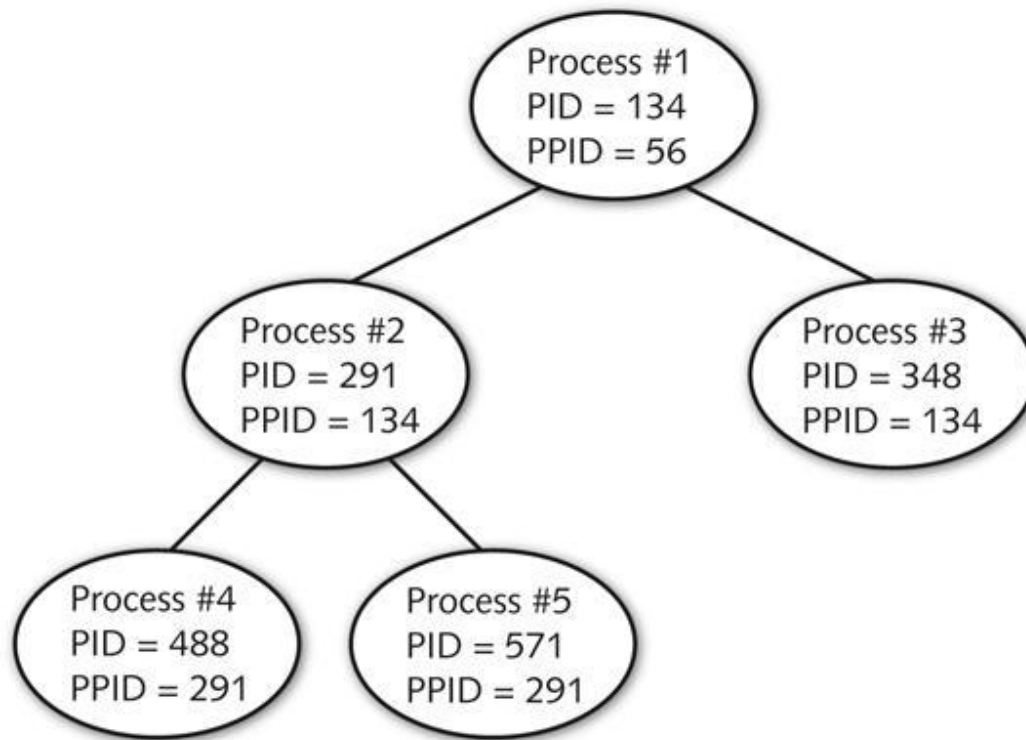 Process #1
PID = 134
PPID = 56
Process #2
PID = 291
PPID = 134
Process #3
PID = 348
PPID = 134
Process #4
PID = 488
PPID = 291
Process #5
PID = 571
PPID = 291